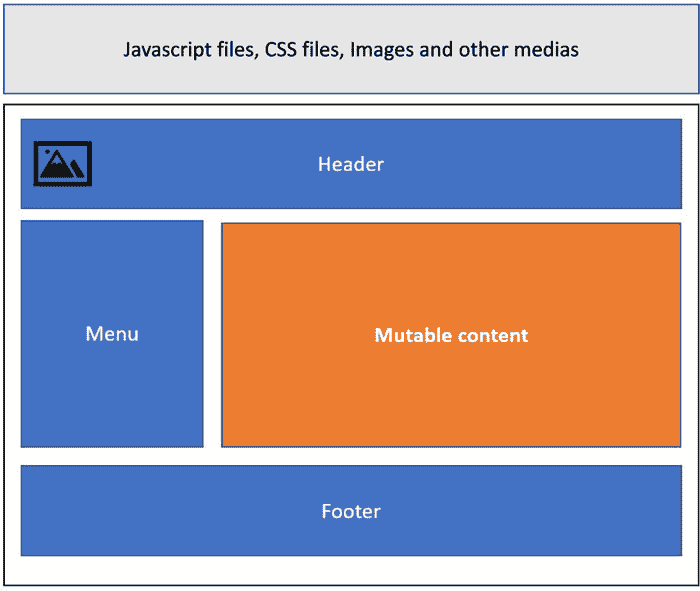 Javascript files, CSS files, Images and other medias
Header
Menu
Mutable content
Footer